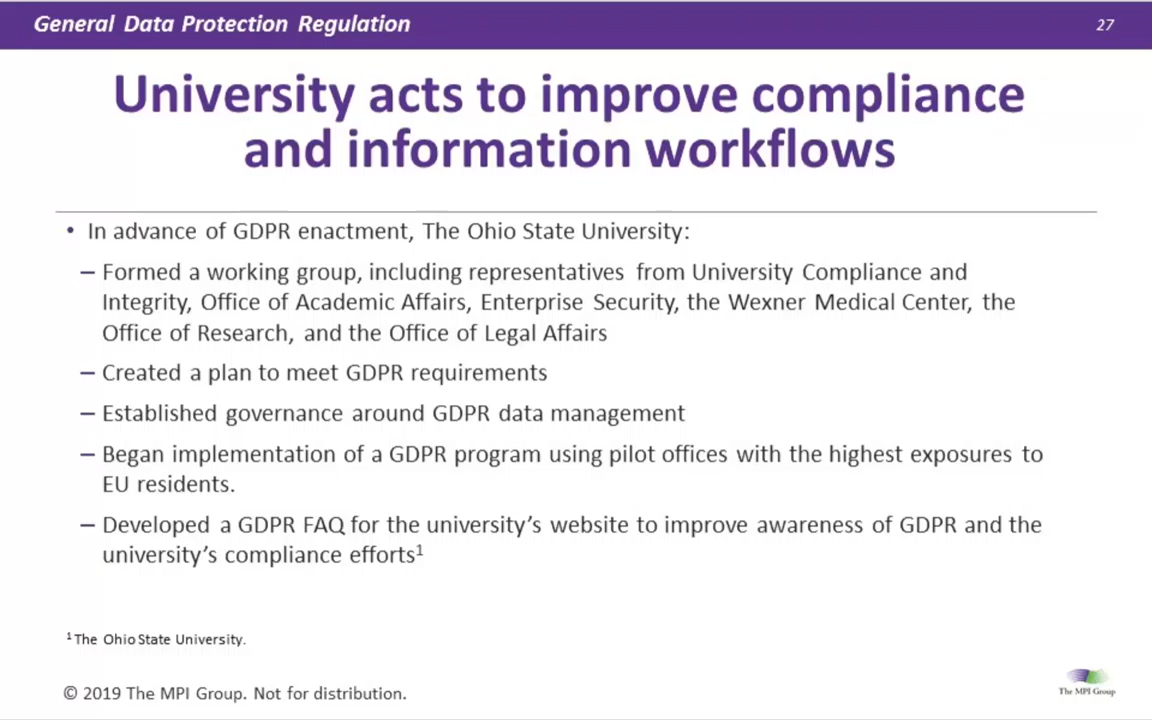 General Data Protection Regulation
27
University acts to improve compliance
and information workflows
• In advance of GDPR enactment, The Ohio State University:
– Formed a working group, including representatives from University Compliance and
Integrity, Office of Academic Affairs, Enterprise Security, the Wexner Medical Center, the
Office of Research, and the Office of Legal Affairs
– Created a plan to meet GDPR requirements
– Established governance around GDPR data management
– Began implementation of a GDPR program using pilot offices with the highest exposures to
EU residents.
– Developed a GDPR FAQ for the university’s website to improve awareness of GDPR and the
university’s compliance efforts¹
¹ The Ohio State University.
© 2019 The MPI Group. Not for distribution.
The MPI Group